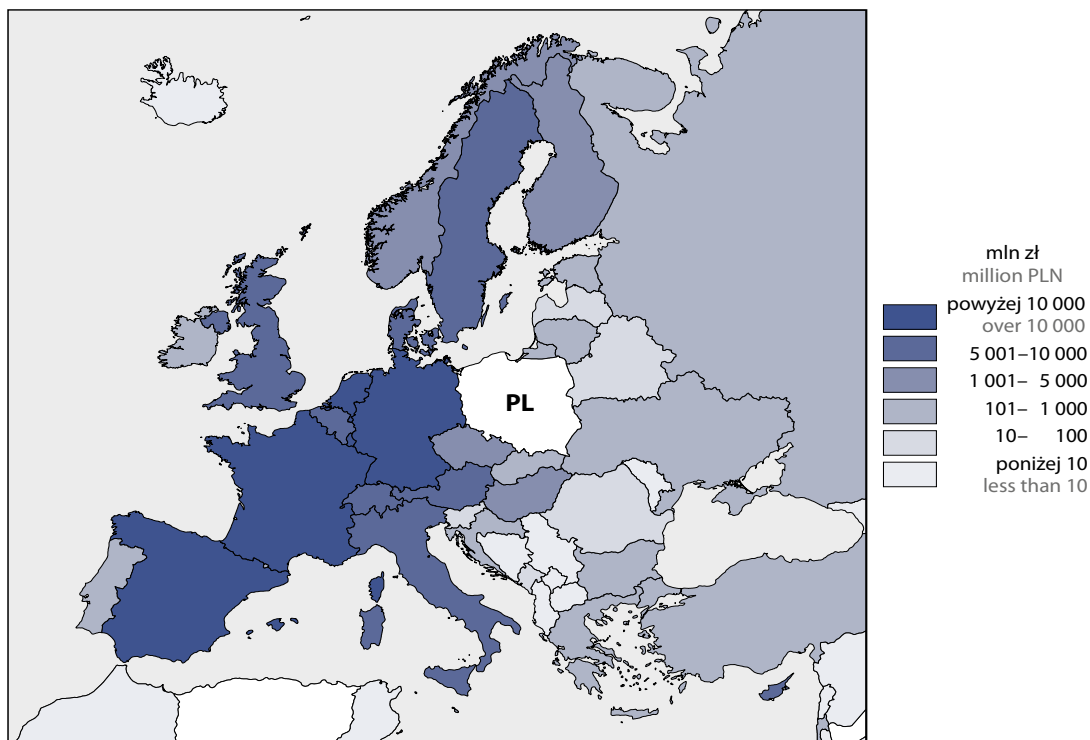 PL
mln zł
million PLN
powyżej 10 000
over 10 000
5 001–10 000
1 001– 5 000
101– 1 000
10– 100
poniżej 10
less than 10